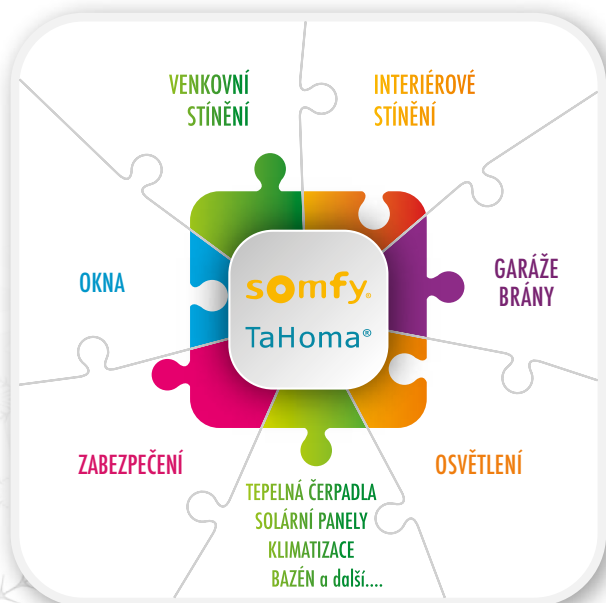 VENKOVNÍ
STÍNĚNÍ
INTERIÉROVÉ
STÍNĚNÍ
OKNA
somfy.
TaHoma®
GARÁŽE
BRÁNY
ZABEZPEČENÍ
OSVĚTLENÍ
TEPELNÁ ČERPADLA
SOLÁRNÍ PANELY
KLIMATIZACE
BAZÉN a další....